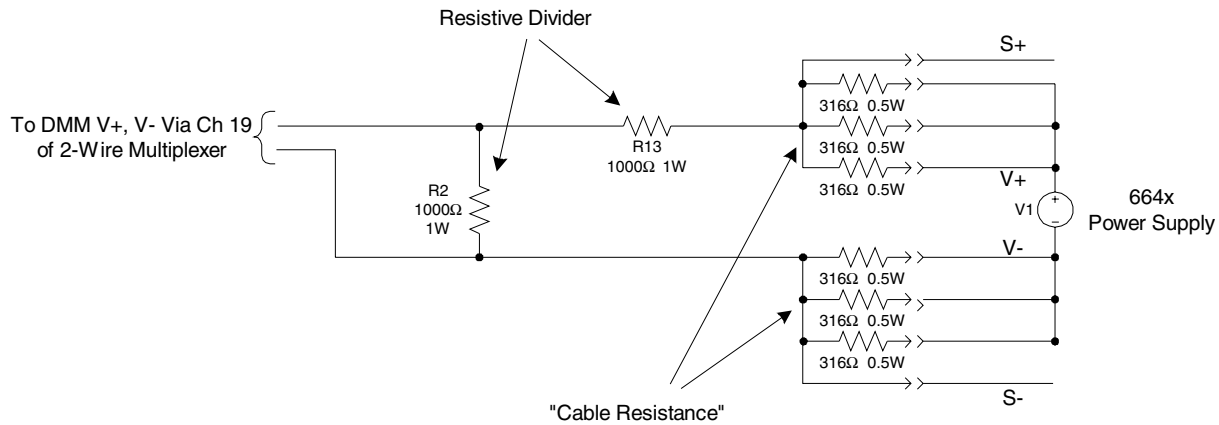 Resistive Divider
S+
316Ω 0.5W
To DMM V+, V- Via Ch 19
of 2-Wire Multiplexer
R13
1000Ω 1W
316Ω 0.5W
316Ω 0.5W
V+
R2
1000Ω
1W
V1
+
–
664x
Power Supply
V-
316Ω 0.5W
316Ω 0.5W
316Ω 0.5W
S-
"Cable Resistance"